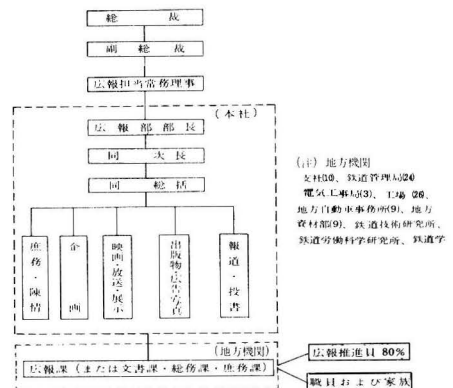 総裁
副総裁
広報担当常務理事
(本社)
広報部部長
同次長
同総括
庶務・陳情
企画
映画・放送・展示
出版物・広告写真
報道・投書
(注) 地方機関
支社(10)、鉄道管理局(24)
電気工事局(3)、工場(26)、
地方自動車事務所(9)、地方
資材部(9)、鉄道技術研究所、
鉄道労働科学研究所、鉄道学
(地方機関)
広報課(または文書課・総務課・庶務課)
広報推進員 80%
職員および家族